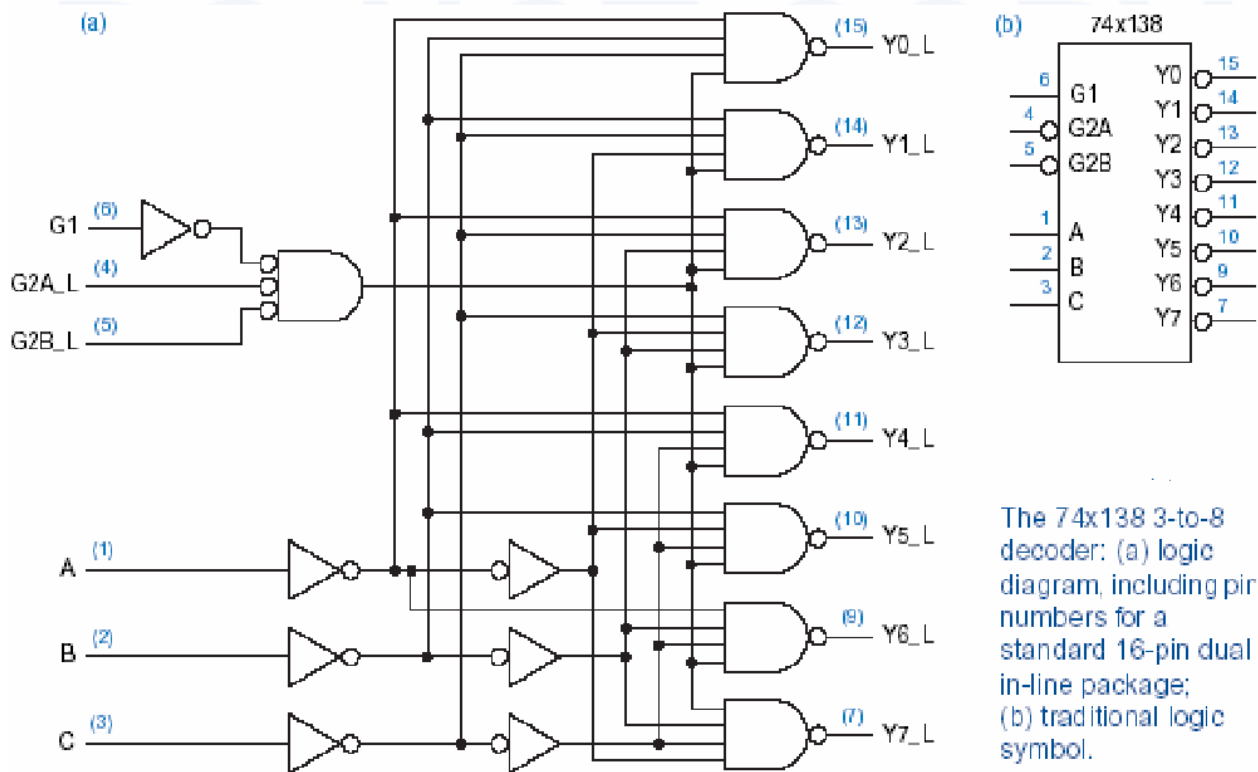 (a)
(15) Y0_L
(14) Y1_L
(6)
G1
(13) Y2_L
(4)
G2A_L
(5)
G2B_L
(12) Y3_L
(11) Y4_L
(10) Y5_L
(1)
A
(9) Y6_L
(2)
B
(7) Y7_L
(3)
C
(b)
74x138
Y0 15
6 G1
Y1 14
4 G2A
Y2 13
5 G2B
Y3 12
Y4 11
1 A
Y5 10
2 B
Y6 9
3 C
Y7 7
The 74x138 3-to-8
decoder: (a) logic
diagram, including pin
numbers for a
standard 16-pin dual
in-line package;
(b) traditional logic
symbol.